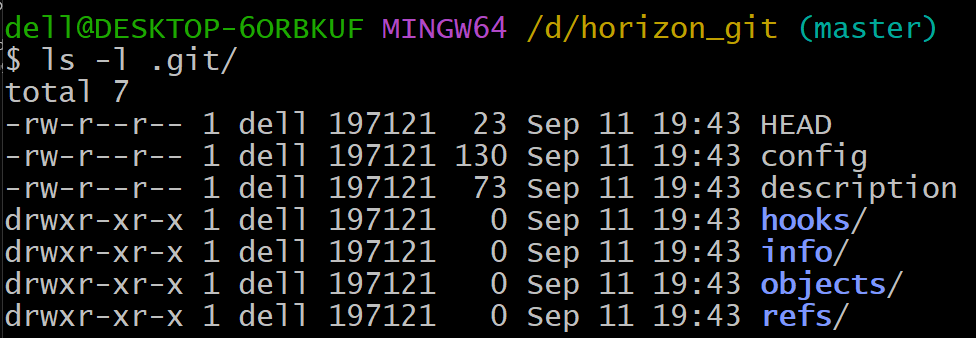 dell@DESKTOP-6ORBKUF MINGW64 /d/horizon_git (master)
$ ls -l .git/
total 7
-rw-r--r-- 1 dell 197121  23 Sep 11 19:43 HEAD
-rw-r--r-- 1 dell 197121 130 Sep 11 19:43 config
-rw-r--r-- 1 dell 197121  73 Sep 11 19:43 description
drwxr-xr-x 1 dell 197121   0 Sep 11 19:43 hooks/
drwxr-xr-x 1 dell 197121   0 Sep 11 19:43 info/
drwxr-xr-x 1 dell 197121   0 Sep 11 19:43 objects/
drwxr-xr-x 1 dell 197121   0 Sep 11 19:43 refs/